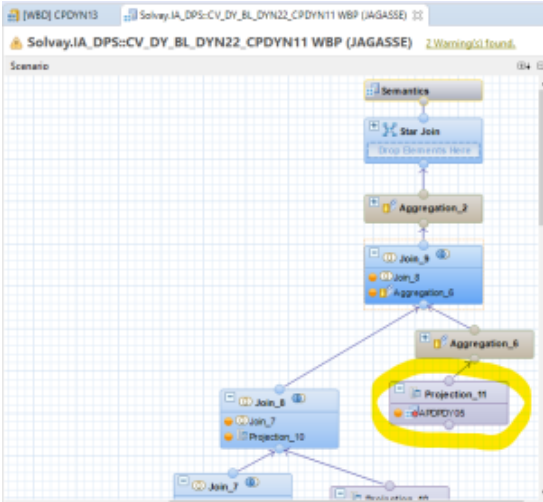 [WBD] CPDYN13
Solvay.IA_DPS::CV_DY_BL_DYN22_CPDYN11 WBP (JAGASSE)
Solvay.IA_DPS::CV_DY_BL_DYN22_CPDYN11 WBP (JAGASSE)
2 Warning(s) found.
Scenario
Semantics
Star Join
Drop Elements Here
Aggregation_2
Join_9
Join_8
Aggregation_6
Aggregation_6
Projection_11
APDPDY05
Join_8
Join_7
Projection_10
Join_7